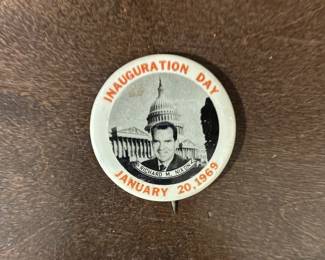 INAUGURATION DAY
RICHARD M. NIXON
JANUARY 20, 1969